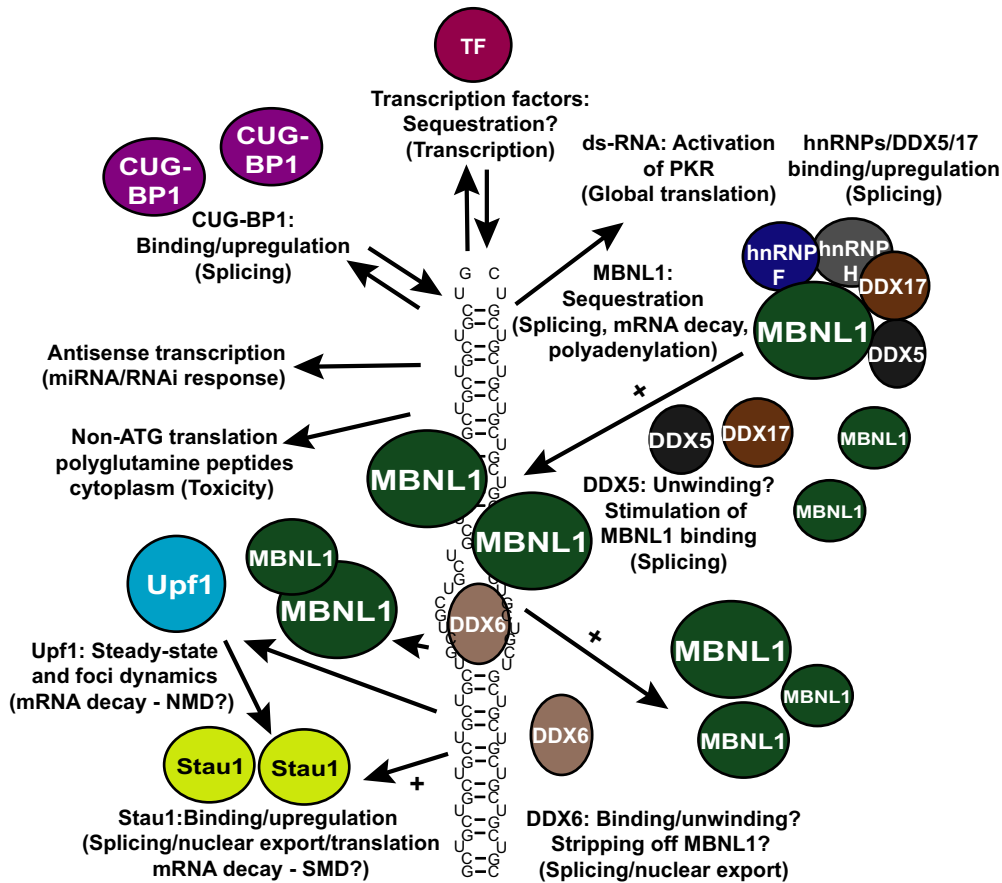 TF
Transcription factors:
Sequestration?
(Transcription)
CUG-
BP1
CUG-
BP1
CUG-BP1:
Binding/upregulation
(Splicing)
ds-RNA: Activation
of PKR
(Global translation)
hnRNPs/DDX5/17
binding/upregulation
(Splicing)
hnRNP
F
hnRNP
H
DDX17
MBNL1
DDX5
MBNL1:
Sequestration
(Splicing, mRNA decay,
polyadenylation)
+
G C
U U
Antisense transcription
(miRNA/RNAi response)
Non-ATG translation
polyglutamine peptides
cytoplasm (Toxicity)
MBNL1
MBNL1
DDX5
DDX17
MBNL1
MBNL1
DDX5: Unwinding?
Stimulation of
MBNL1 binding
(Splicing)
Upf1
MBNL1
MBNL1
DDX6
+
Upf1: Steady-state
and foci dynamics
(mRNA decay - NMD?)
MBNL1
MBNL1
MBNL1
DDX6
Stau1
Stau1
+
Stau1:Binding/upregulation
(Splicing/nuclear export/translation
mRNA decay - SMD?)
DDX6: Binding/unwinding?
Stripping off MBNL1?
(Splicing/nuclear export)